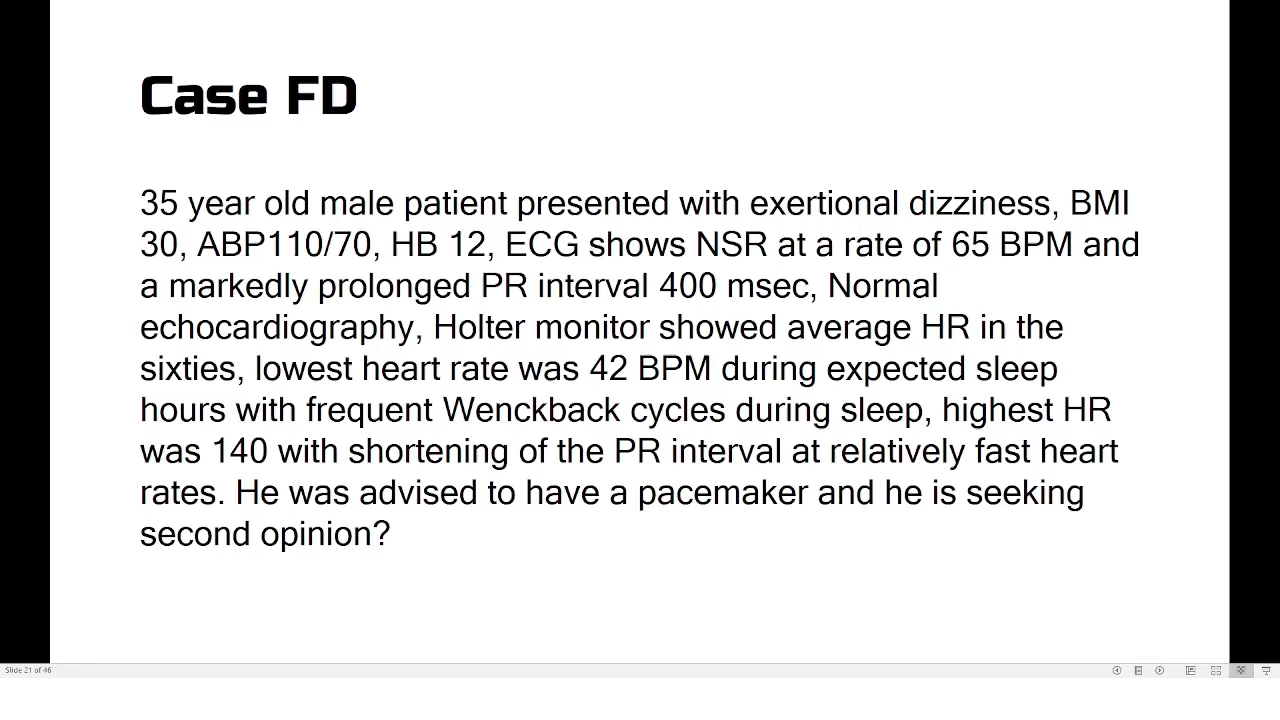 Case FD
35 year old male patient presented with exertional dizziness, BMI
30, ABP110/70, HB 12, ECG shows NSR at a rate of 65 BPM and
a markedly prolonged PR interval 400 msec, Normal
echocardiography, Holter monitor showed average HR in the
sixties, lowest heart rate was 42 BPM during expected sleep
hours with frequent Wenckback cycles during sleep, highest HR
was 140 with shortening of the PR interval at relatively fast heart
rates. He was advised to have a pacemaker and he is seeking
second opinion?
Slide 21 of 46